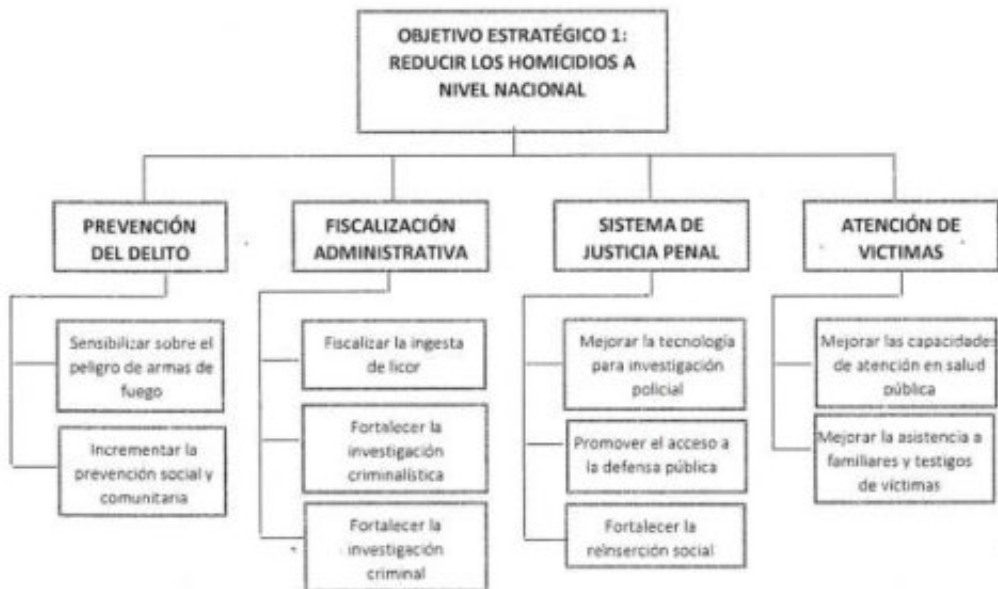 OBJETIVO ESTRATÉGICO 1:
REDUCIR LOS HOMICIDIOS A
NIVEL NACIONAL
PREVENCIÓN
DEL DELITO
Sensibilizar sobre el
peligro de armas de
fuego
Incrementar la
prevención social y
comunitaria
FISCALIZACIÓN
ADMINISTRATIVA
Fiscalizar la ingesta
de licor
Fortalecer la
investigación
criminalística
Fortalecer la
investigación
criminal
SISTEMA DE
JUSTICIA PENAL
Mejorar la tecnología
para investigación
policial
Promover el acceso a
la defensa pública
Fortalecer la
reinserción social
ATENCIÓN DE
VICTIMAS
Mejorar las capacidades
de atención en salud
pública
Mejorar la asistencia a
familiares y testigos
de víctimas